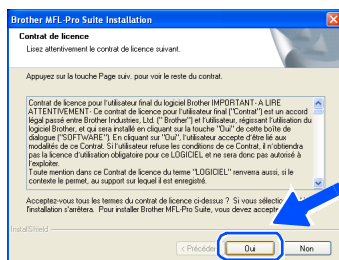 Brother MFL-Pro Suite Installation
Contrat de licence
Lisez attentivement le contrat de licence suivant.
Appuyez sur la touche Page suiv. pour voir le reste du contrat.
Contrat de licence pour l'utilisateur final du logiciel Brother IMPORTANT- A LIRE
ATTENTIVEMENT- Ce contrat de licence pour l'utilisateur final ("Contrat") est un accord
légal passé entre Brother Industries, Ltd. (" Brother") et l'utilisateur, régissant l'utilisation du
logiciel Brother, et qui sera installé en cliquant sur la touche "Oui" de cette boîte de
dialogue ("SOFTWARE"). En cliquant sur "Oui", l'utilisateur accepte d'être lié aux
modalités de ce Contrat. Si l'utilisateur refuse les conditions de ce Contrat, il n'obtiendra
pas la licence d'utilisation obligatoire pour ce LOGICIEL et ne sera donc pas autorisé à
l'exploiter.
Toute mention dans ce Contrat de licence du terme "LOGICIEL" renverra aussi, si le
contexte le permet, au support sur lequel il est enregistré.
Acceptez-vous tous les termes du contrat de licence ci-dessus ? Si vous
l'installation s'arrêtera. Pour installer Brother MFL-Pro Suite, vous devez
InstallShield
< Précéden
Oui
Non